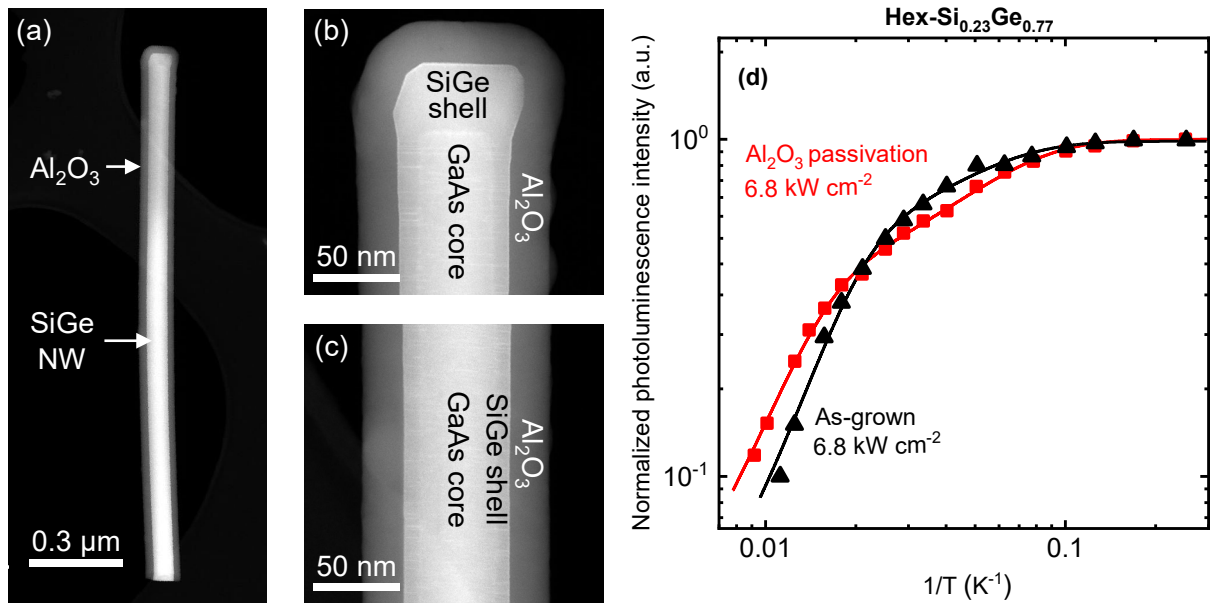 (a)
Al₂O₃
SiGe
NW
0.3 µm
(b)
SiGe
shell
GaAs core
Al₂O₃
50 nm
(c)
GaAs core
SiGe shell
Al₂O₃
50 nm
Hex-Si₀.₂₃Ge₀.₇₇
(d)
Normalized photoluminescence intensity (a.u.)
10⁰
10⁻¹
Al₂O₃ passivation
6.8 kW cm⁻²
As-grown
6.8 kW cm⁻²
0.01
0.1
1/T (K⁻¹)